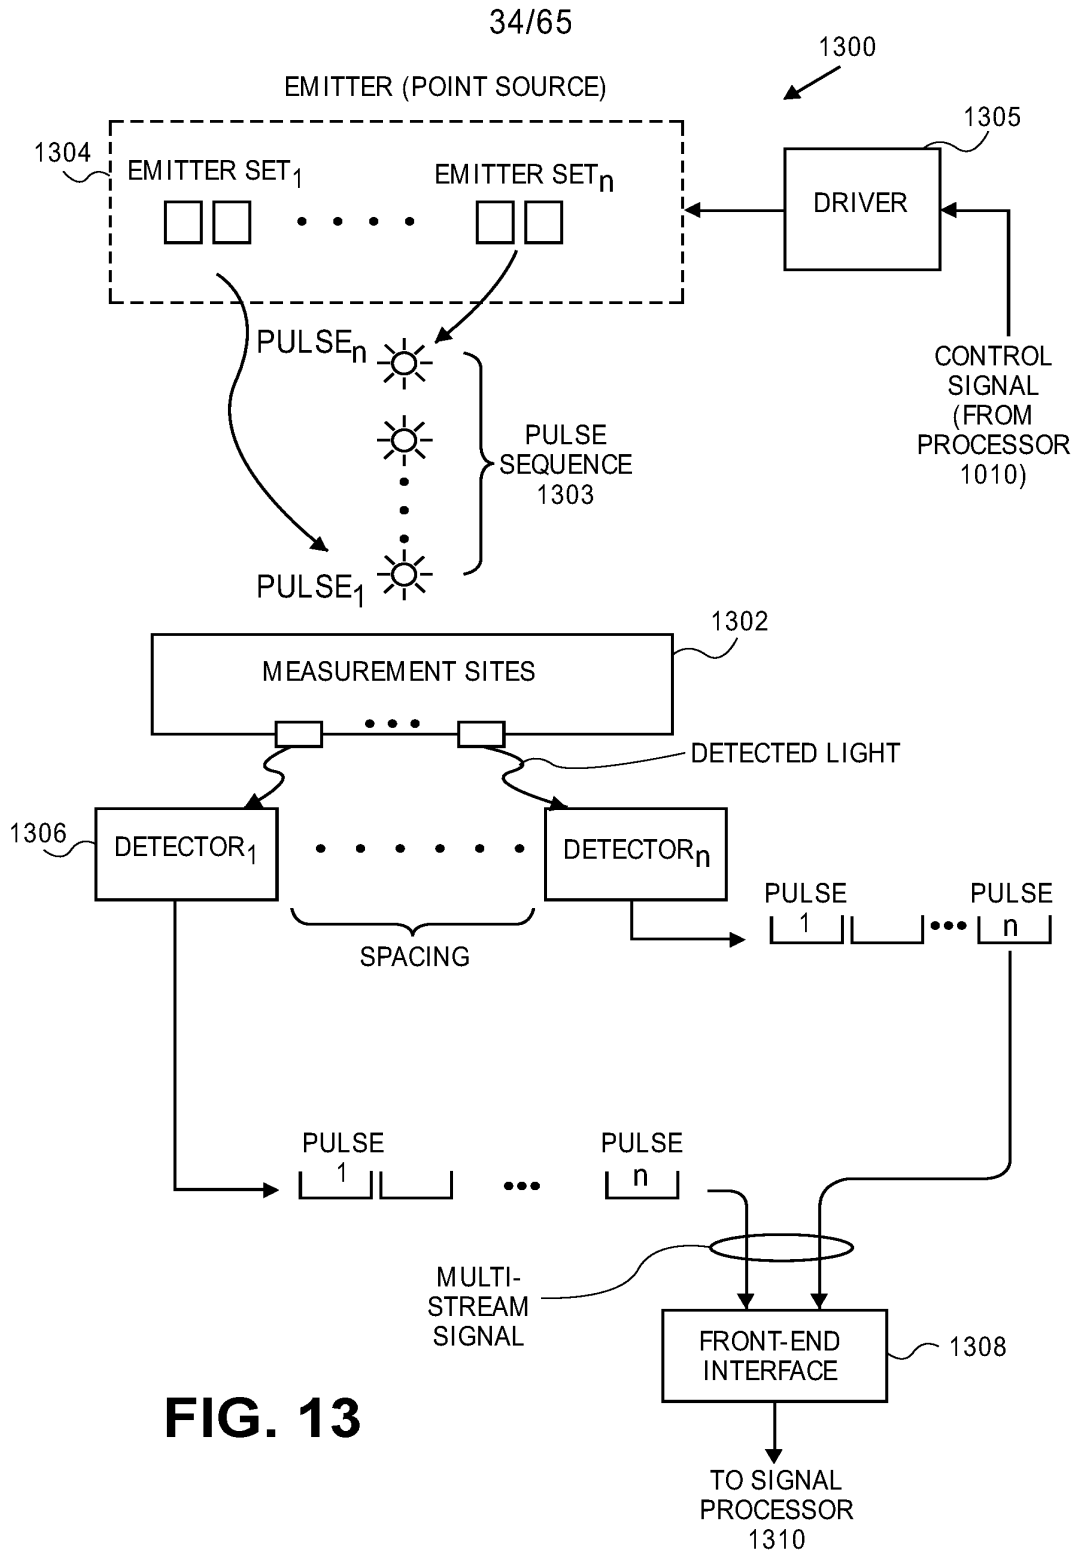 34/65
1300
EMITTER (POINT SOURCE)
1305
1304
EMITTER SET1
EMITTER SETn
DRIVER
PULSEn
CONTROL
SIGNAL
(FROM
PROCESSOR
1010)
PULSE
SEQUENCE
1303
PULSE1
1302
MEASUREMENT SITES
DETECTED LIGHT
1306
DETECTOR1
DETECTORn
PULSE
1
PULSE
n
SPACING
PULSE
1
PULSE
n
MULTI-
STREAM
SIGNAL
FRONT-END
INTERFACE
1308
FIG. 13
TO SIGNAL
PROCESSOR
1310